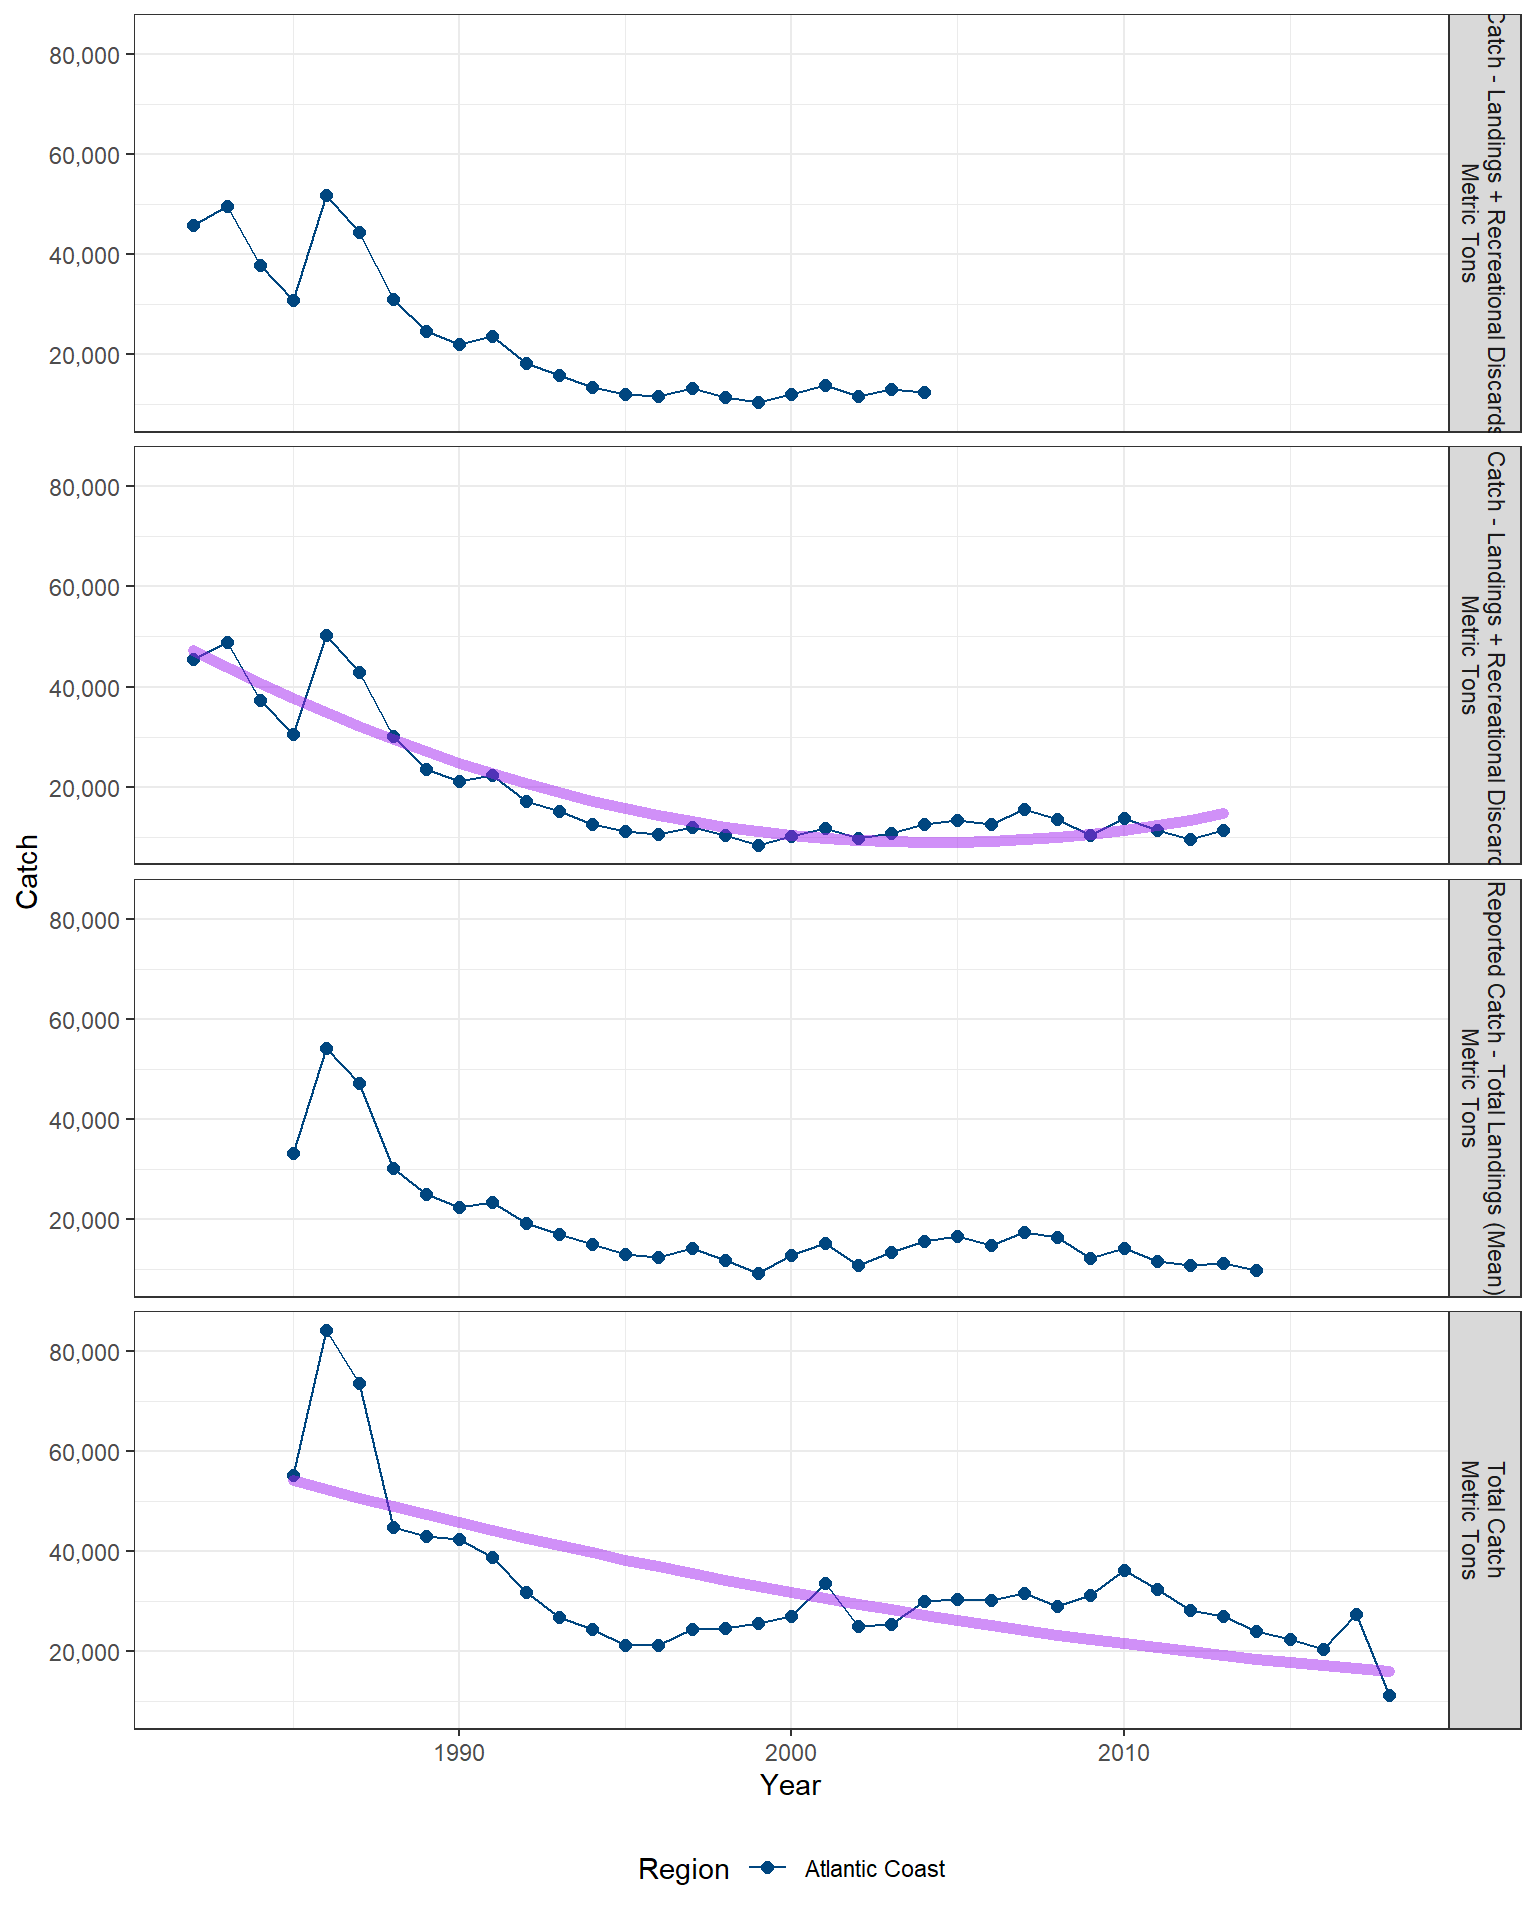 80,000
60,000
40,000
20,000
Catch - Landings + Recreational Discards
Metric Tons
80,000
60,000
40,000
20,000
Catch - Landings + Recreational Discard
Metric Tons
80,000
60,000
40,000
20,000
Reported Catch - Total Landings (Mean)
Metric Tons
80,000
60,000
40,000
20,000
Total Catch
Metric Tons
Catch
1990 2000 2010
Year
Region Atlantic Coast